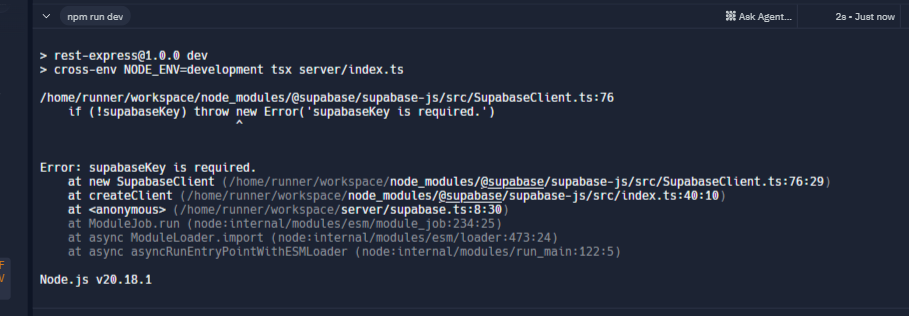 npm run dev Ask Agent... 2s • Just now
> rest-express@1.0.0 dev
> cross-env NODE_ENV=development tsx server/index.ts
/home/runner/workspace/node_modules/@supabase/supabase-js/src/SupabaseClient.ts:76
if (!supabaseKey) throw new Error('supabaseKey is required.')
^
Error: supabaseKey is required.
at new SupabaseClient (/home/runner/workspace/node_modules/@supabase/supabase-js/src/SupabaseClient.ts:76:29)
at createClient (/home/runner/workspace/node_modules/@supabase/supabase-js/src/index.ts:40:10)
at <anonymous> (/home/runner/workspace/server/supabase.ts:8:30)
at ModuleJob.run (node:internal/modules/esm/module_job:234:25)
at async ModuleLoader.import (node:internal/modules/esm/loader:473:24)
at async asyncRunEntryPointWithESMLoader (node:internal/modules/run_main:122:5)
F
V
Node.js v20.18.1